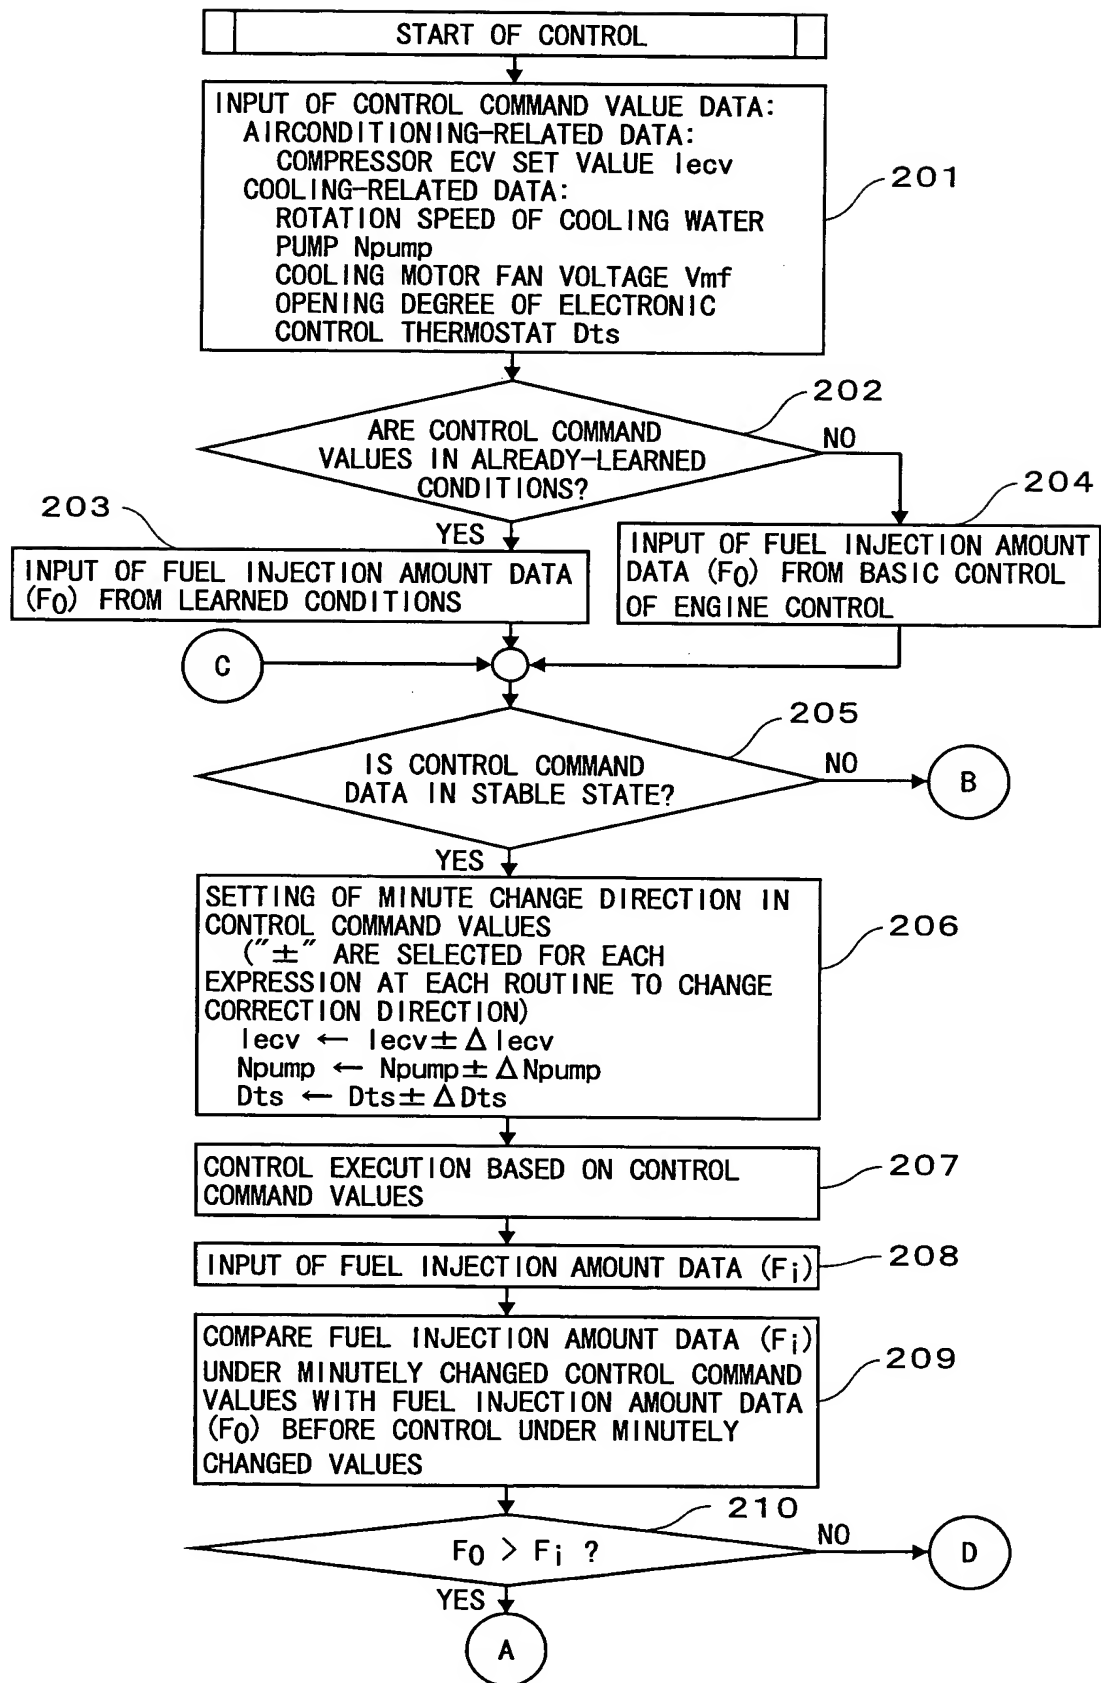 START OF CONTROL
INPUT OF CONTROL COMMAND VALUE DATA:
AIRCONDITIONING-RELATED DATA:
COMPRESSOR ECV SET VALUE Iecv
COOLING-RELATED DATA:
ROTATION SPEED OF COOLING WATER
PUMP Npump
COOLING MOTOR FAN VOLTAGE Vmf
OPENING DEGREE OF ELECTRONIC
CONTROL THERMOSTAT Dts
201
202
ARE CONTROL COMMAND
VALUES IN ALREADY-LEARNED
CONDITIONS?
NO
YES
203
INPUT OF FUEL INJECTION AMOUNT DATA
(F0) FROM LEARNED CONDITIONS
204
INPUT OF FUEL INJECTION AMOUNT
DATA (F0) FROM BASIC CONTROL
OF ENGINE CONTROL
C
205
IS CONTROL COMMAND
DATA IN STABLE STATE?
NO
B
YES
SETTING OF MINUTE CHANGE DIRECTION IN
CONTROL COMMAND VALUES
("±" ARE SELECTED FOR EACH
EXPRESSION AT EACH ROUTINE TO CHANGE
CORRECTION DIRECTION)
Iecv ← Iecv± Δ Iecv
Npump ← Npump± Δ Npump
Dts ← Dts± Δ Dts
206
CONTROL EXECUTION BASED ON CONTROL
COMMAND VALUES
207
INPUT OF FUEL INJECTION AMOUNT DATA (Fi)
208
COMPARE FUEL INJECTION AMOUNT DATA (Fi)
UNDER MINUTELY CHANGED CONTROL COMMAND
VALUES WITH FUEL INJECTION AMOUNT DATA
(F0) BEFORE CONTROL UNDER MINUTELY
CHANGED VALUES
209
210
F0 > Fi ?
NO
D
YES
A